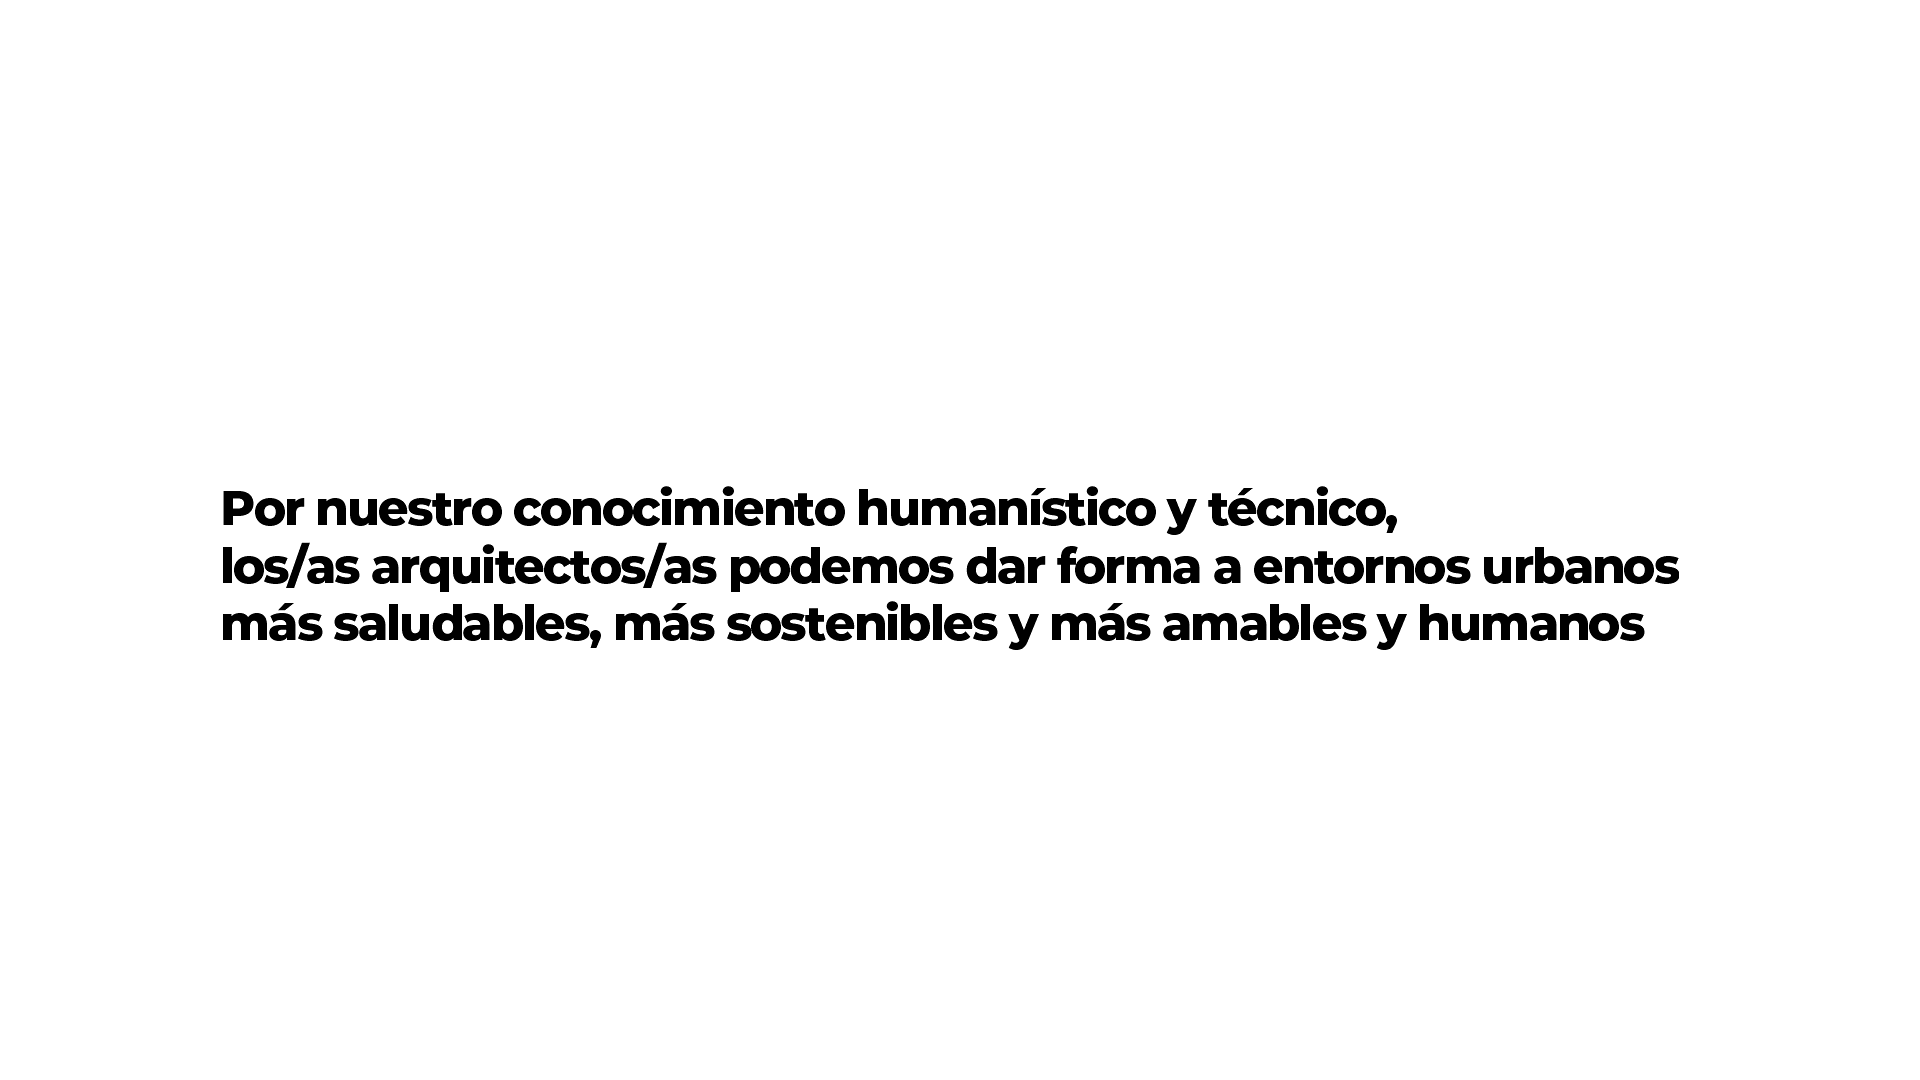 Por nuestro conocimiento humanístico y técnico,
los/as arquitectos/as podemos dar forma a entornos urbanos
más saludables, más sostenibles y más amables y humanos